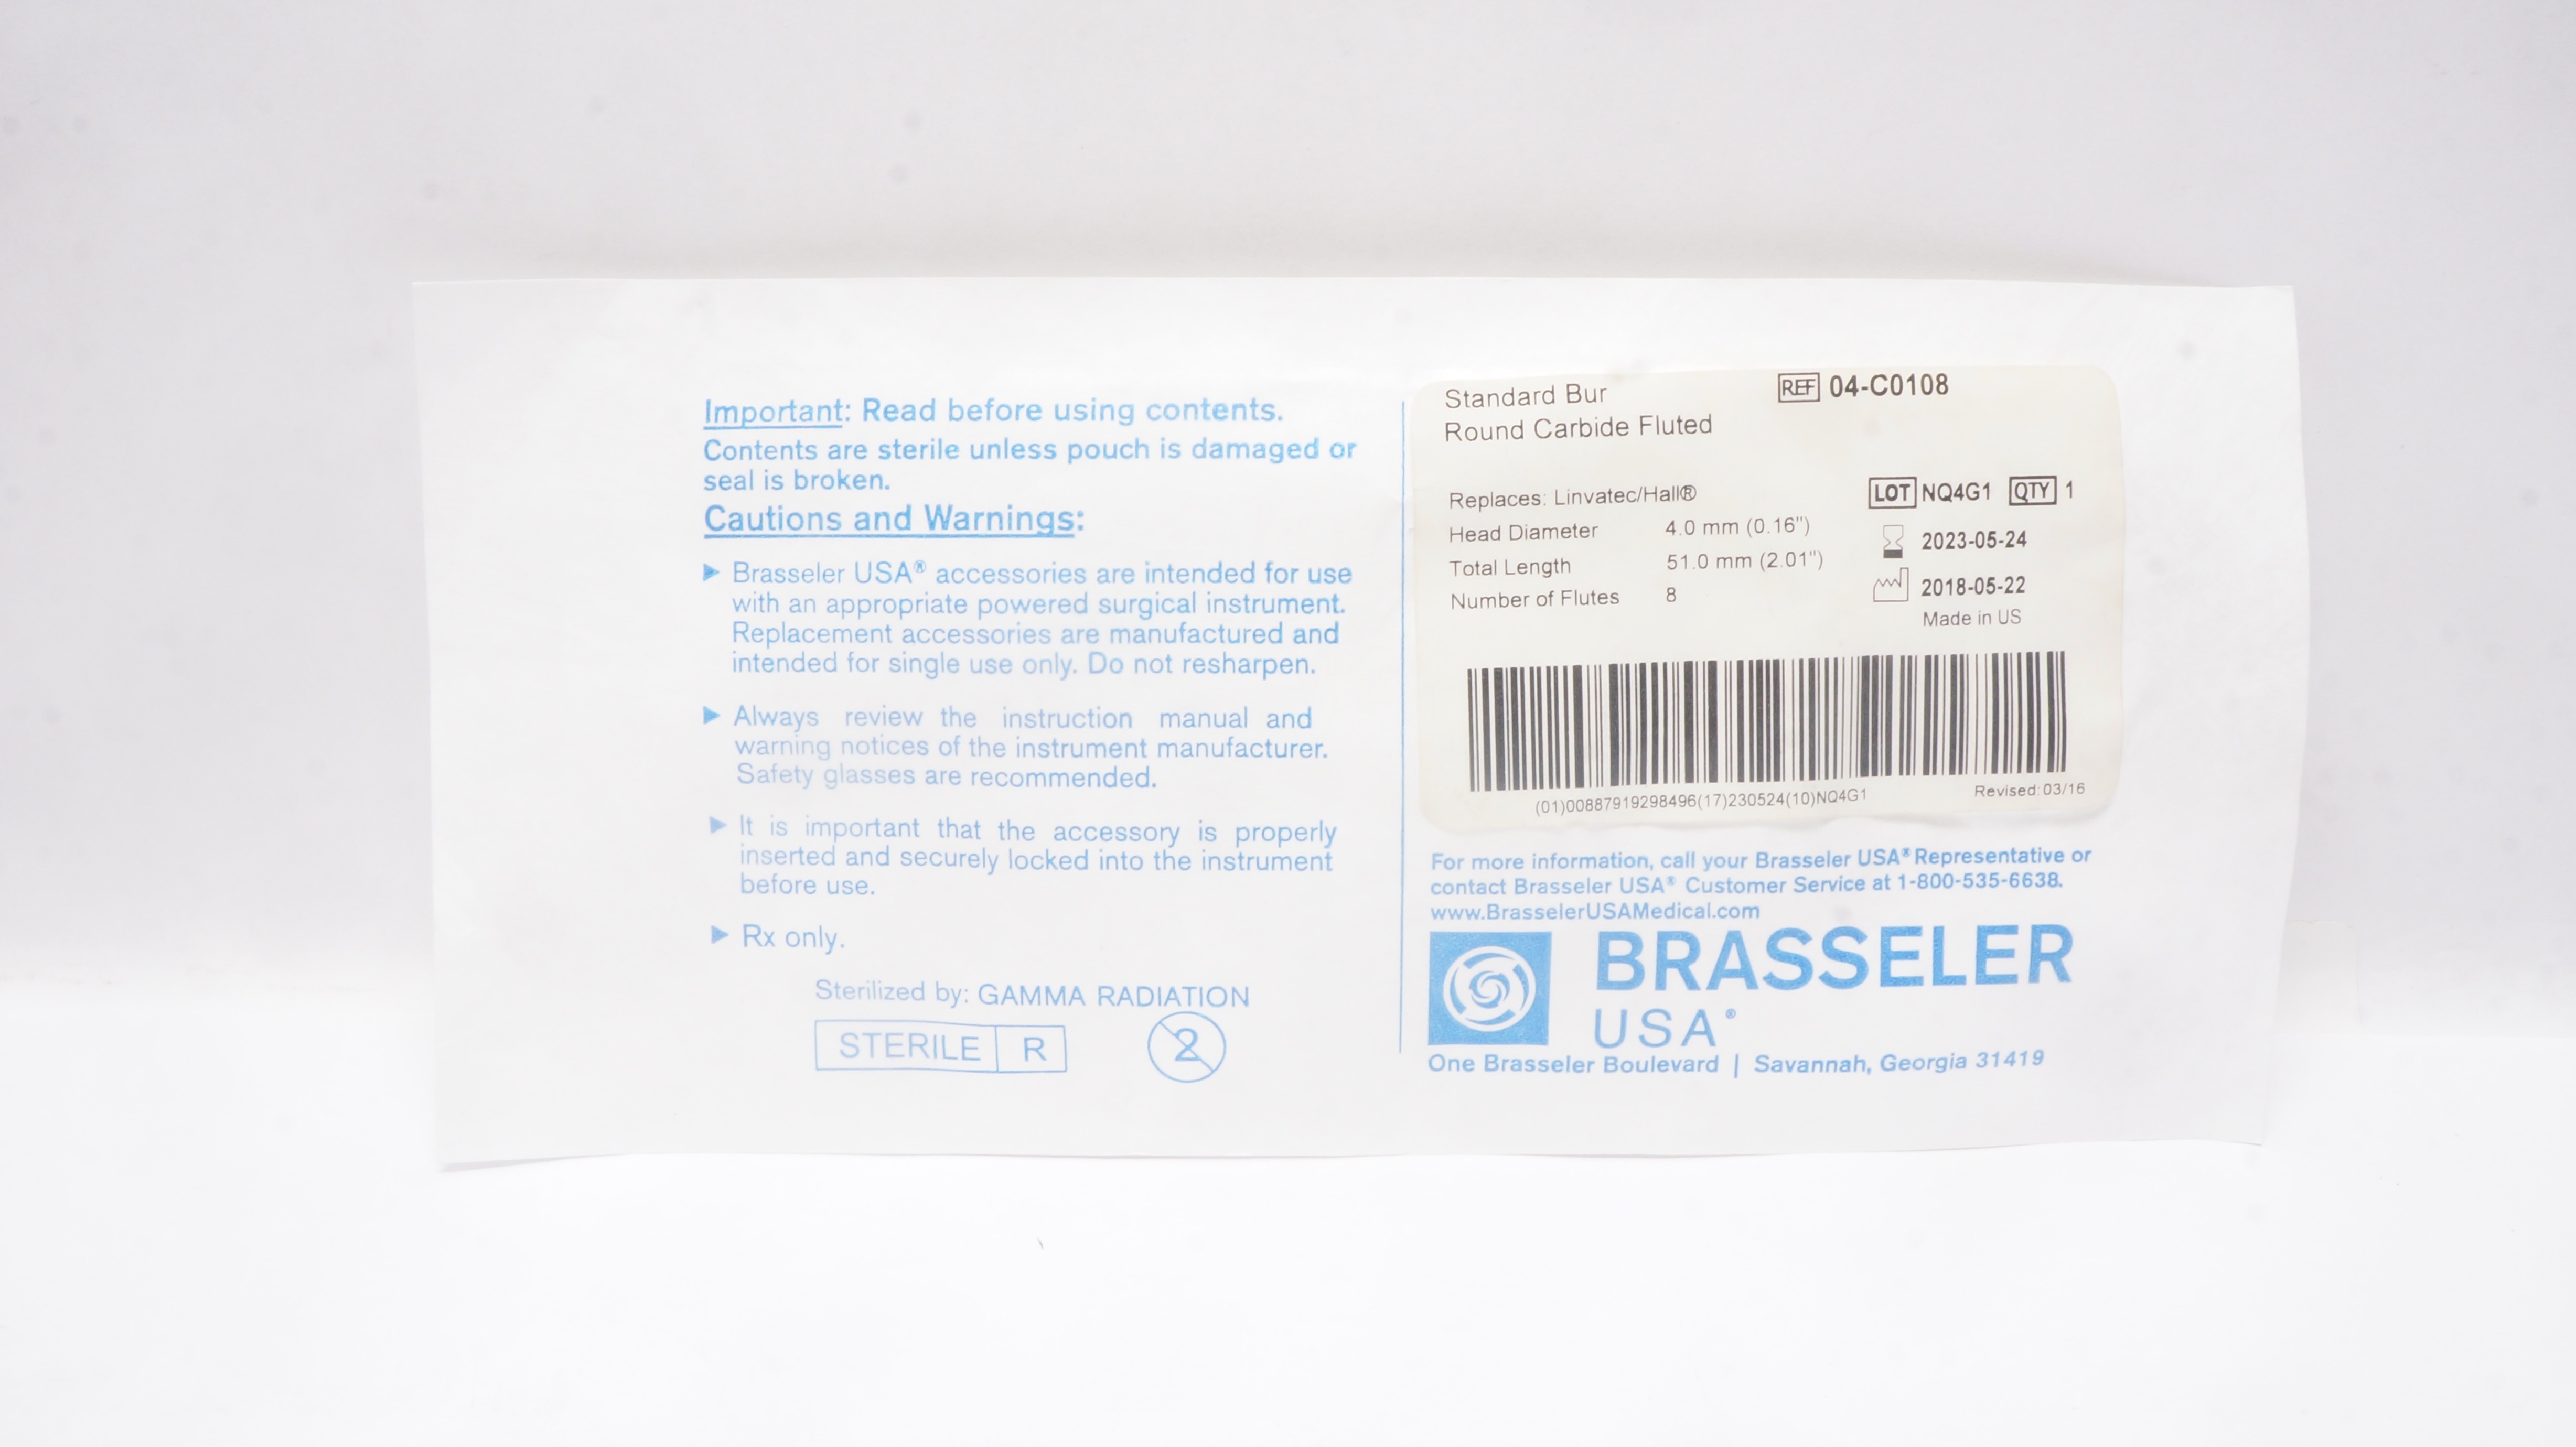 Important: Read before using contents.
Contents are sterile unless pouch is damaged or
seal is broken.
Cautions and Warnings:
▶ Brasseler USA® accessories are intended for use
with an appropriate powered surgical instrument.
Replacement accessories are manufactured and
intended for single use only. Do not resharpen.
▶ Always review the instruction manual and
warning notices of the instrument manufacturer.
Safety glasses are recommended.
▶ It is important that the accessory is properly
inserted and securely locked into the instrument
before use.
▶ Rx only.
Sterilized by: GAMMA RADIATION
STERILE R 2
Standard Bur REF 04-C0108
Round Carbide Fluted
Replaces: Linvatec/Hall® LOT NQ4G1 QTY 1
Head Diameter 4.0 mm (0.16") 2023-05-24
Total Length 51.0 mm (2.01") 2018-05-22
Number of Flutes 8 Made in US
(01)00887919298496(17)230524(10)NQ4G1 Revised:03/16
For more information, call your Brasseler USA® Representative or
contact Brasseler USA® Customer Service at 1-800-535-6638.
www.BrasselerUSAMedical.com
BRASSELER
USA®
One Brasseler Boulevard | Savannah, Georgia 31419